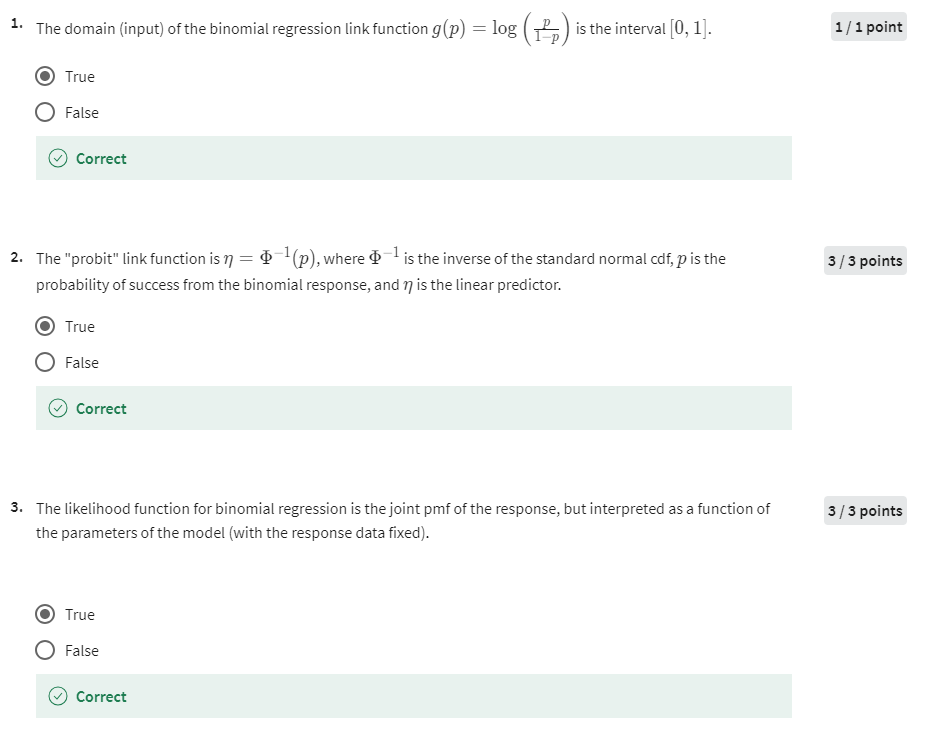 1. The domain (input) of the binomial regression link function g(p) = log (p/1−p) is the interval [0, 1]. 1 / 1 point
True
False
Correct
2. The "probit" link function is η = Φ⁻¹(p), where Φ⁻¹ is the inverse of the standard normal cdf, p is the 3 / 3 points
probability of success from the binomial response, and η is the linear predictor.
True
False
Correct
3. The likelihood function for binomial regression is the joint pmf of the response, but interpreted as a function of 3 / 3 points
the parameters of the model (with the response data fixed).
True
False
Correct